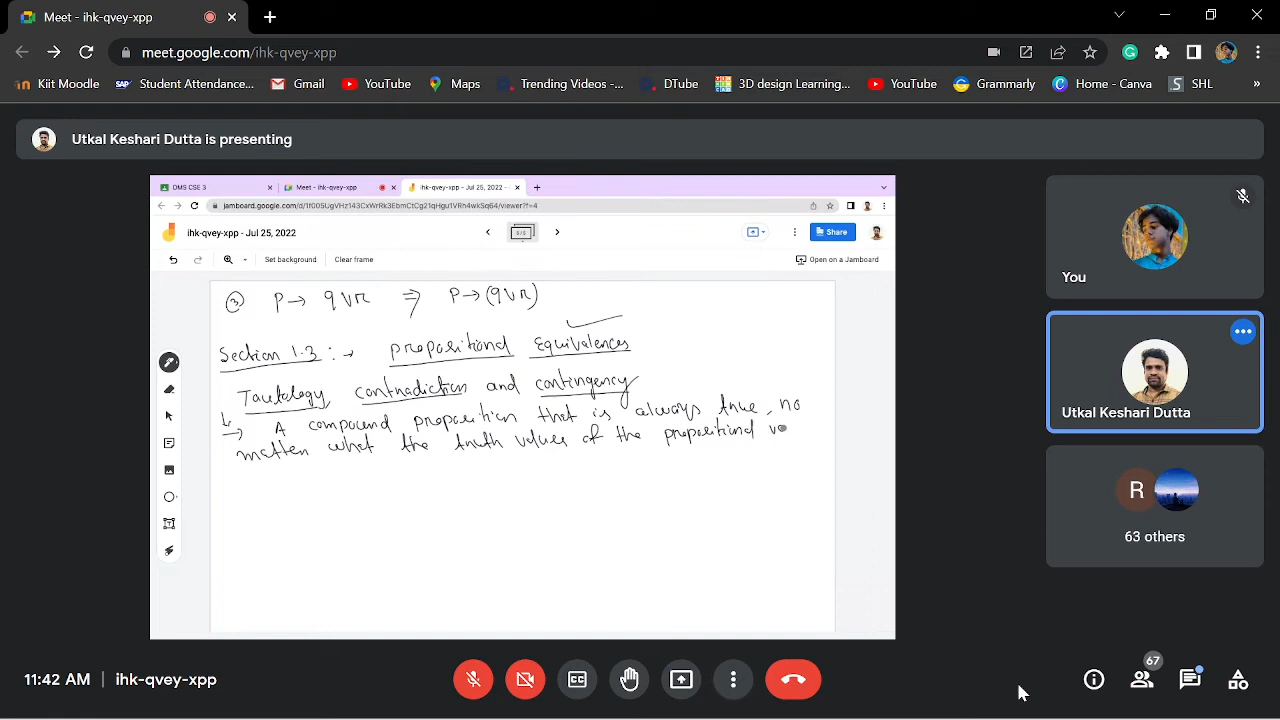 Meet - ihk-qvey-xpp
meet.google.com/ihk-qvey-xpp
Kiit Moodle
Student Attendance...
Gmail
YouTube
Maps
Trending Videos -...
DTube
3D design Learning...
YouTube
Grammarly
Home - Canva
SHL
Utkal Keshari Dutta is presenting
DMS CSE 3
Meet - ihk-qvey-xpp
ihk-qvey-xpp - Jul 25, 2022 -
ihk-qvey-xpp - Jul 25, 2022
Share
Set background
Clear frame
Open on a Jamboard
③ P → q ∨ R ⇒ P → (q ∨ R)
Section 1.3 : → Propositional Equivalences
Tautology, contradiction and contingency
→ A compound proposition that is always true, no
matter what the truth values of the propositional
You
Utkal Keshari Dutta
R
63 others
11:42 AM | ihk-qvey-xpp
67